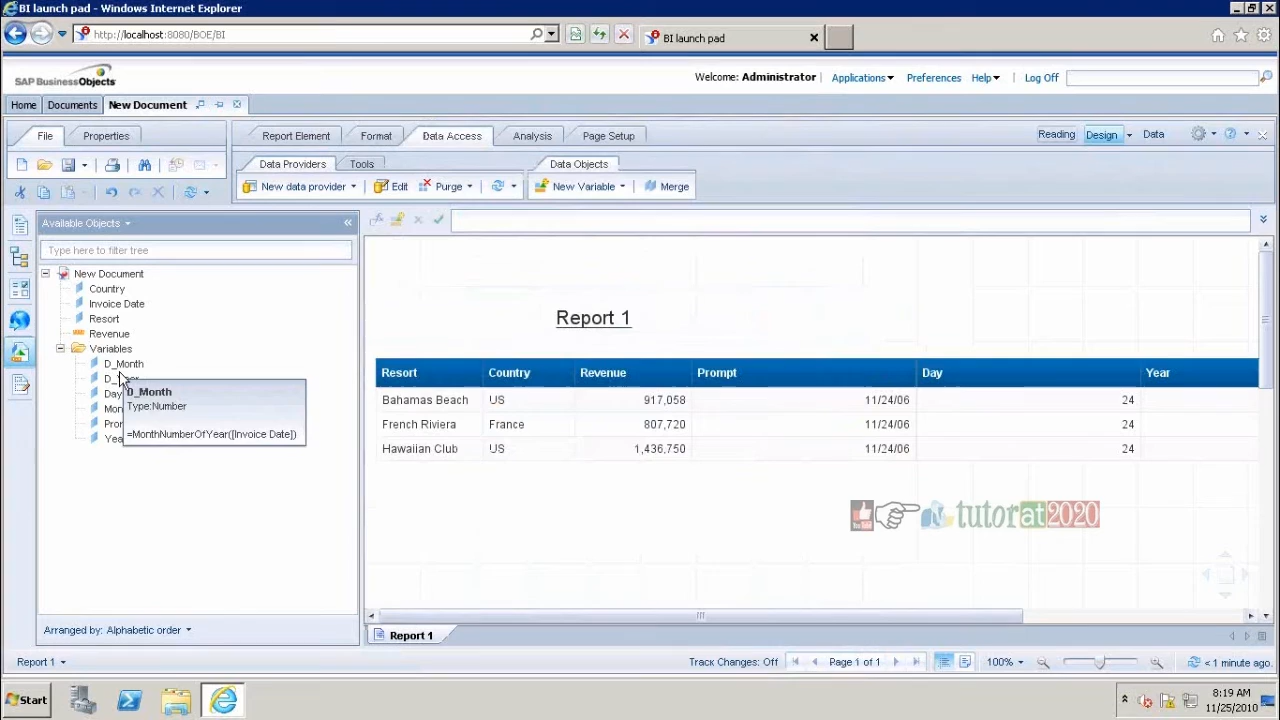 BI launch pad - Windows Internet Explorer
http://localhost:8080/BOE/BI
BI launch pad
SAP BusinessObjects
Welcome: Administrator
Applications
Preferences
Help
Log Off
Home
Documents
New Document
File
Properties
Report Element
Format
Data Access
Analysis
Page Setup
Reading
Design
Data
Data Providers
Tools
Data Objects
New data provider
Edit
Purge
New Variable
Merge
Available Objects
Type here to filter tree
New Document
Country
Invoice Date
Resort
Revenue
Variables
D_Month
D_
Day
Mon
Pron
Yea
D_Month
Type:Number
=MonthNumberOfYear([Invoice Date])
Arranged by: Alphabetic order
Report 1
Resort Country Revenue Prompt Day Year
Bahamas Beach US 917,058 11/24/06 24
French Riviera France 807,720 11/24/06 24
Hawaiian Club US 1,436,750 11/24/06 24
You Tube
tutorat2020
Report 1
Report 1
Track Changes: Off
Page 1 of 1
100%
< 1 minute ago.
Start
8:19 AM
11/25/2010